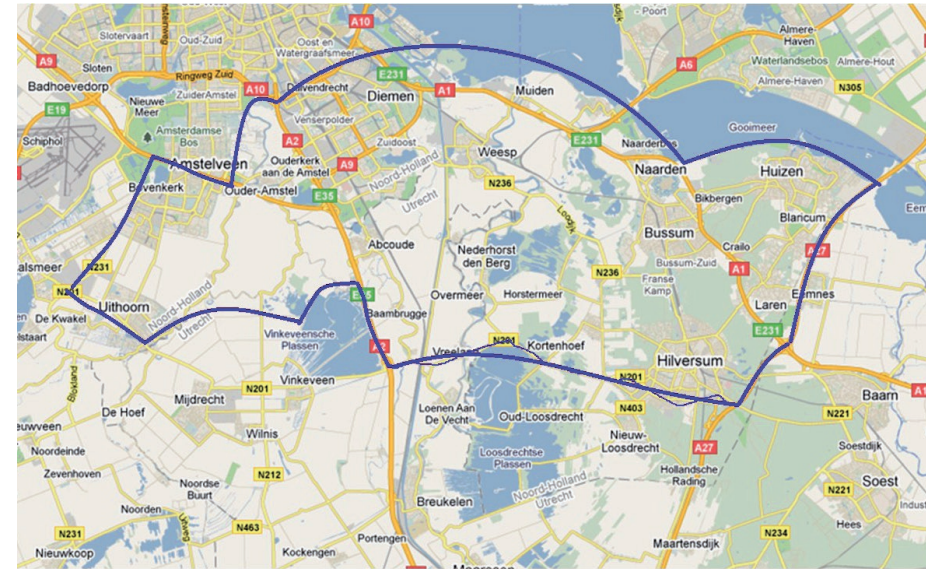 A10
Port
Slotervaart
Oud-Zuid
Oost en
Watergraafsmeer
Almere-
Haven
A9
Sloten
Ringweg Zuid
E231
A6
Waterlandsebos
Almere-Hout
Badhoevedorp
ZuiderAmstel
A10
Duivendrecht
Diemen
A1
Muiden
Almere-Haven
N305
E19
Nieuwe
Meer
Venserpolder
Gooimeer
Schiphol
Amsterdamse
Bos
A2
Zuidoost
E231
Naarderbos
Amstelveen
Ouderkerk
aan de Amstel
A9
Weesp
Naarden
Huizen
Bovenkerk
Ouder-Amstel
E35
Noord-Holland
Utrecht
N236
Bikbergen
Loodijk
Blaricum
Abcoude
Bussum
Crailo
A27
N231
Nederhorst
den Berg
Bussum-Zuid
N236
A1
N201
E35
Overmeer
Horstermeer
Franse
Kamp
Laren
Eemnes
Uithoorn
Noord-Holland
Utrecht
Baambrugge
De Kwakel
Vinkeveensche
Plassen
E231
A2
Vreeland
N201
Kortenhoef
Hilversum
Blokland
Vinkeveen
N201
N201
Baarn
Mijdrecht
De Hoef
Loenen Aan
De Vecht
Oud-Loosdrecht
N403
N221
Wilnis
Nieuw-
Loosdrecht
Noordeinde
Loosdrechtse
Plassen
A27
Soestdijk
Zevenhoven
N212
Hollandsche
Rading
Noordse
Buurt
Noord-Holland
Utrecht
N221
Soest
Noorden
Breukelen
N231
N463
N234
Hees
Nieuwkoop
Kockengen
Portengen
Maartensdijk